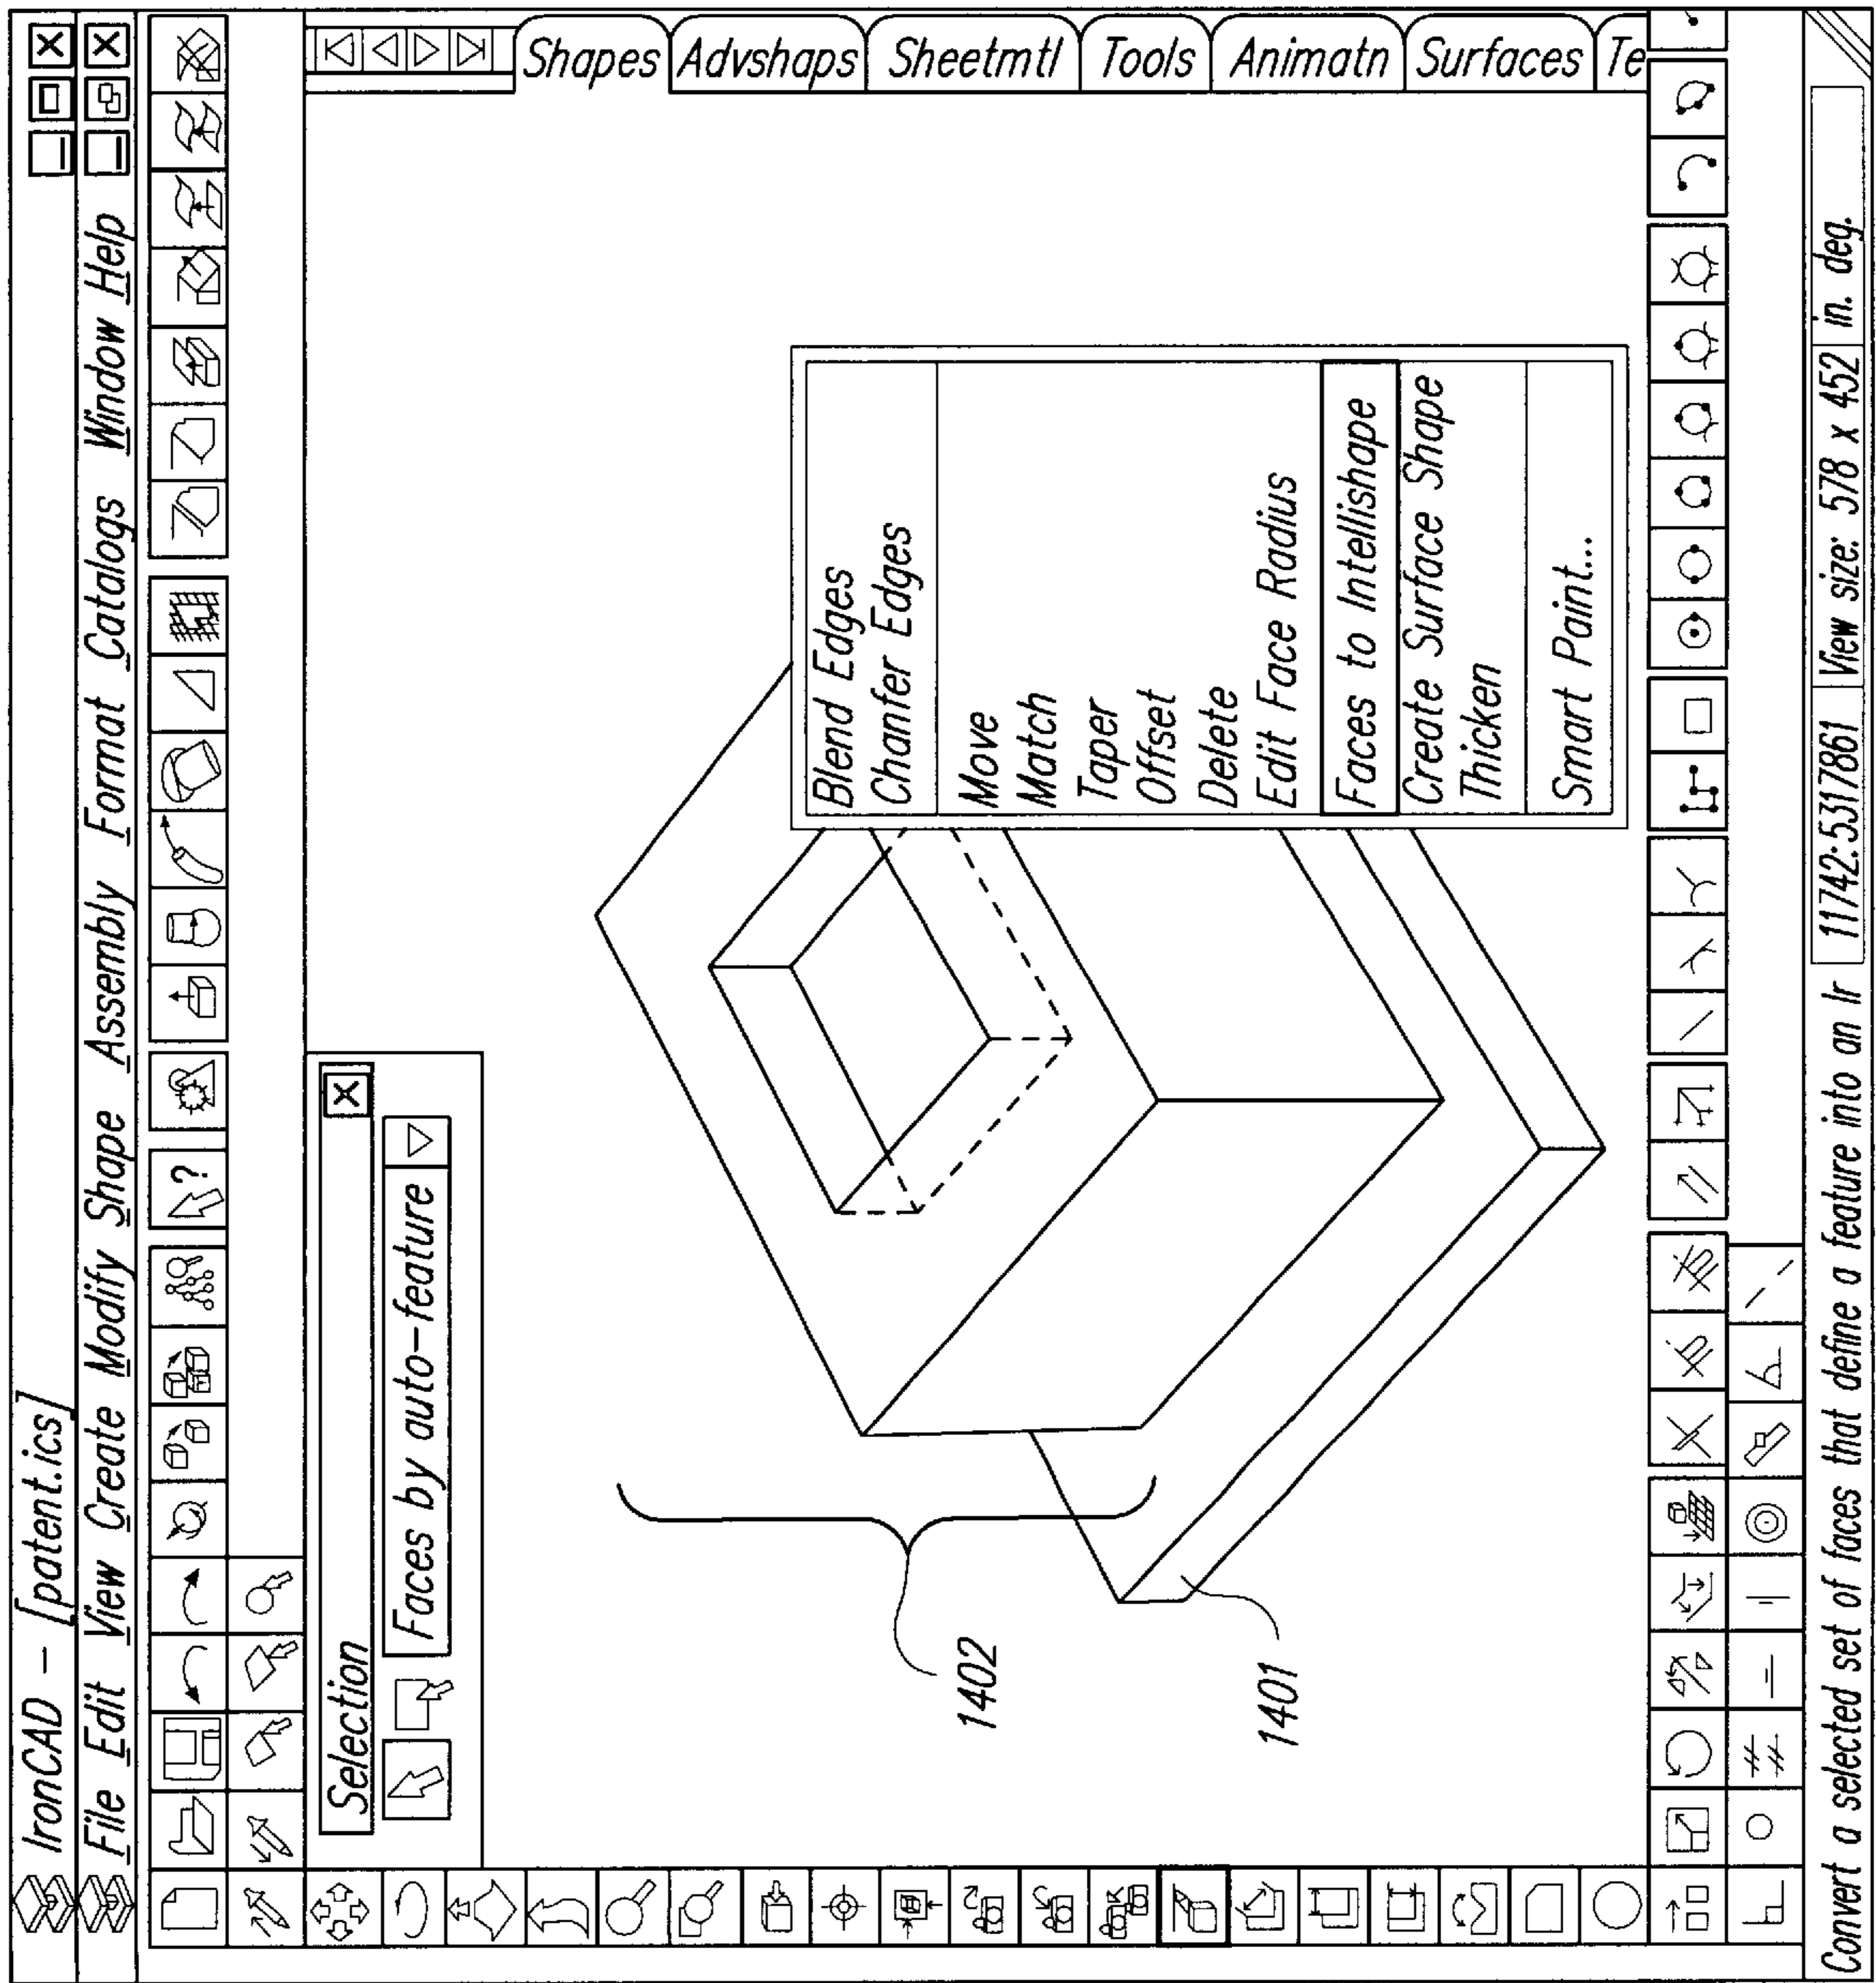 IronCAD – [patent.ics]
File Edit View Create Modify Shape Assembly Format Catalogs Window Help
?
Selection
Faces by auto–feature
Shapes
Advshaps
Sheetmtl
Tools
Animatn
Surfaces
Te
Blend Edges
Chanfer Edges
Move
Match
Taper
Offset
Delete
Edit Face Radius
Faces to Intellishape
Create Surface Shape
Thicken
Smart Paint...
1402
1401
Convert a selected set of faces that define a feature into an Ir 11742:5317861 View size: 578 x 452 in. deg.